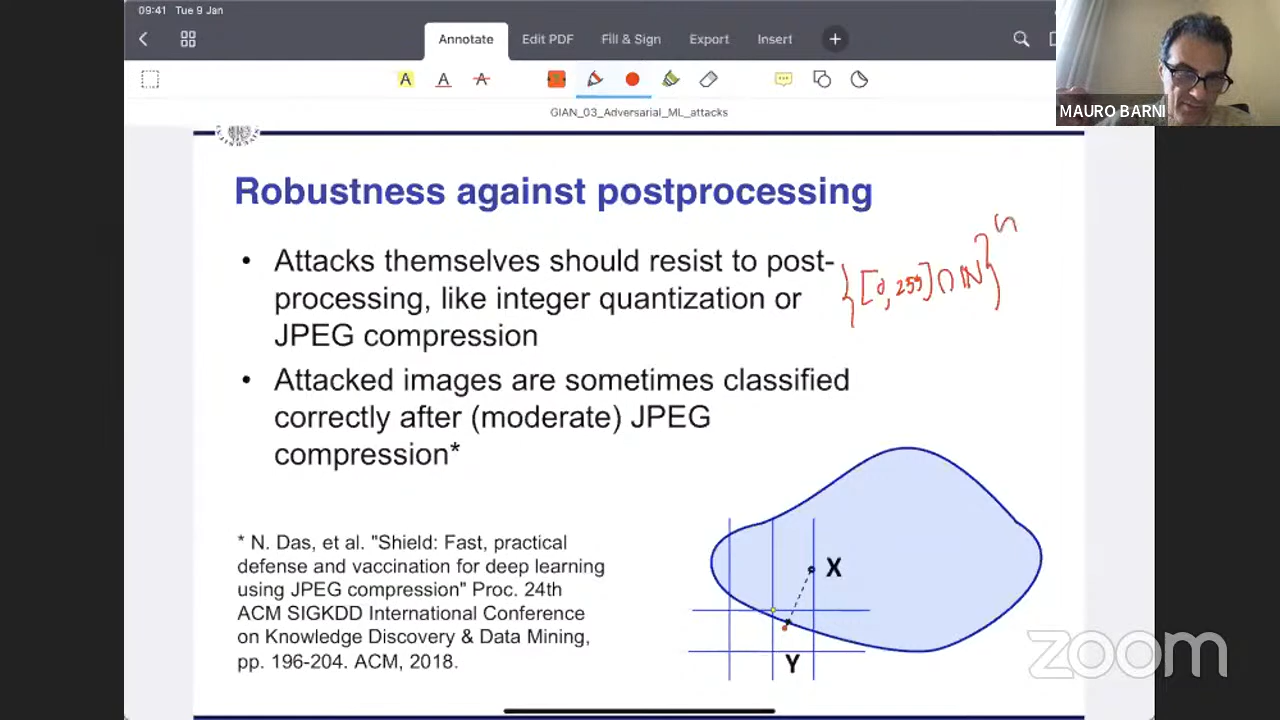 09:41 Tue 9 Jan
Annotate Edit PDF Fill & Sign Export Insert +
A A A
GIAN_03_Adversarial_ML_attacks
MAURO BARNI
Robustness against postprocessing
• Attacks themselves should resist to post-
processing, like integer quantization or
JPEG compression
{[0, 255] ∩ IN}^n
• Attacked images are sometimes classified
correctly after (moderate) JPEG
compression*
* N. Das, et al. "Shield: Fast, practical
defense and vaccination for deep learning
using JPEG compression" Proc. 24th
ACM SIGKDD International Conference
on Knowledge Discovery & Data Mining,
pp. 196-204. ACM, 2018.
X
Y
zoom